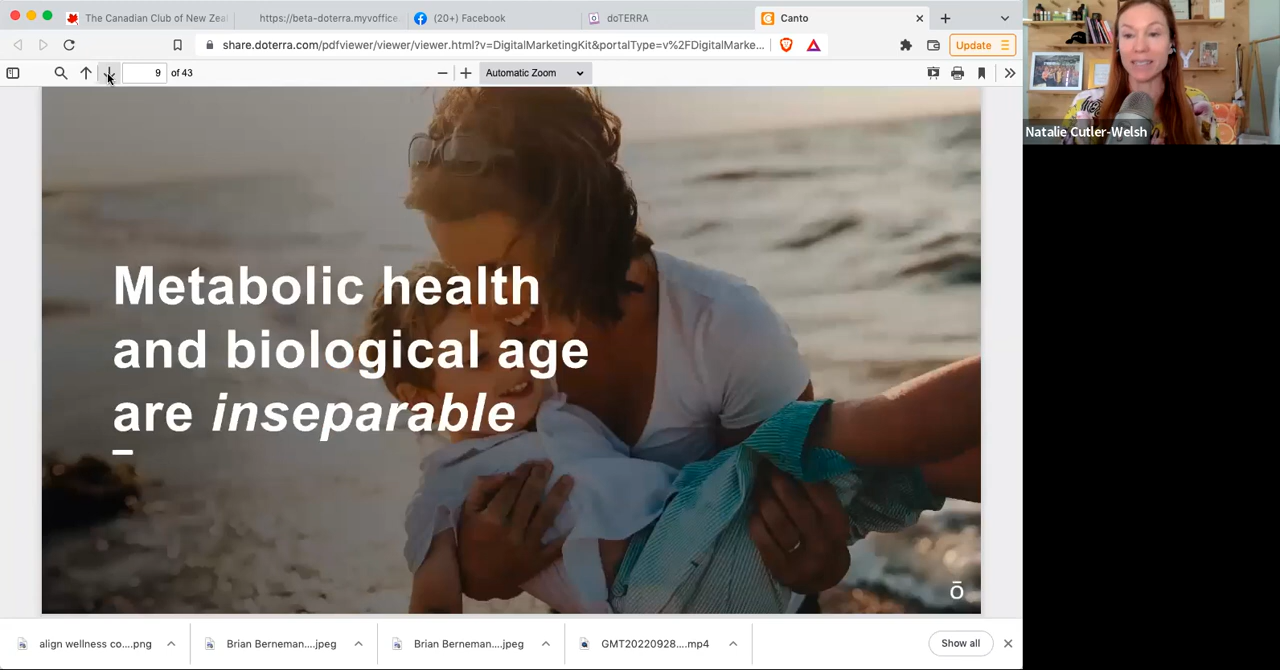 The Canadian Club of New Zeal
https://beta-doterra.myvoffice.
(20+) Facebook
doTERRA
Canto
share.doterra.com/pdfviewer/viewer/viewer.html?v=DigitalMarketingKit&portalType=v%2FDigitalMarke...
Update
9 of 43
Automatic Zoom
Natalie Cutler-Welsh
Metabolic health
and biological age
are inseparable
ō
align wellness co....png
Brian Berneman....jpeg
Brian Berneman....jpeg
GMT20220928....mp4
Show all